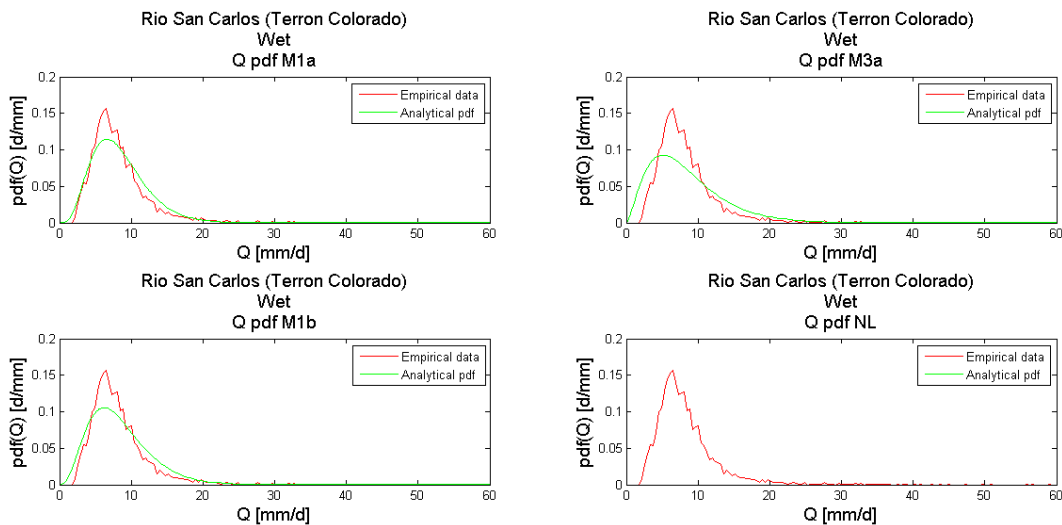 Rio San Carlos (Terron Colorado)
Wet
Q pdf M1a
0.2
0.15
0.1
0.05
0
pdf(Q) [d/mm]
Empirical data
Analytical pdf
0 10 20 30 40 50 60
Q [mm/d]
Rio San Carlos (Terron Colorado)
Wet
Q pdf M3a
0.2
0.15
0.1
0.05
0
pdf(Q) [d/mm]
Empirical data
Analytical pdf
0 10 20 30 40 50 60
Q [mm/d]
Rio San Carlos (Terron Colorado)
Wet
Q pdf M1b
0.2
0.15
0.1
0.05
0
pdf(Q) [d/mm]
Empirical data
Analytical pdf
0 10 20 30 40 50 60
Q [mm/d]
Rio San Carlos (Terron Colorado)
Wet
Q pdf NL
0.2
0.15
0.1
0.05
0
pdf(Q) [d/mm]
Empirical data
Analytical pdf
0 10 20 30 40 50 60
Q [mm/d]